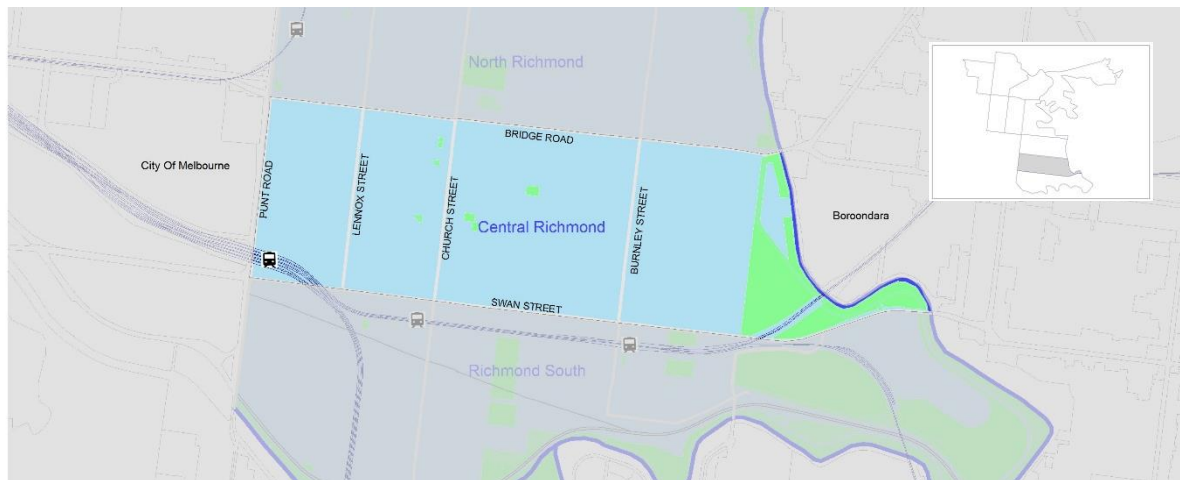 North Richmond
BRIDGE ROAD
City Of Melbourne
PUNT ROAD
LENNOX STREET
CHURCH STREET
Central Richmond
BURNLEY STREET
Boroondara
SWAN STREET
Richmond South